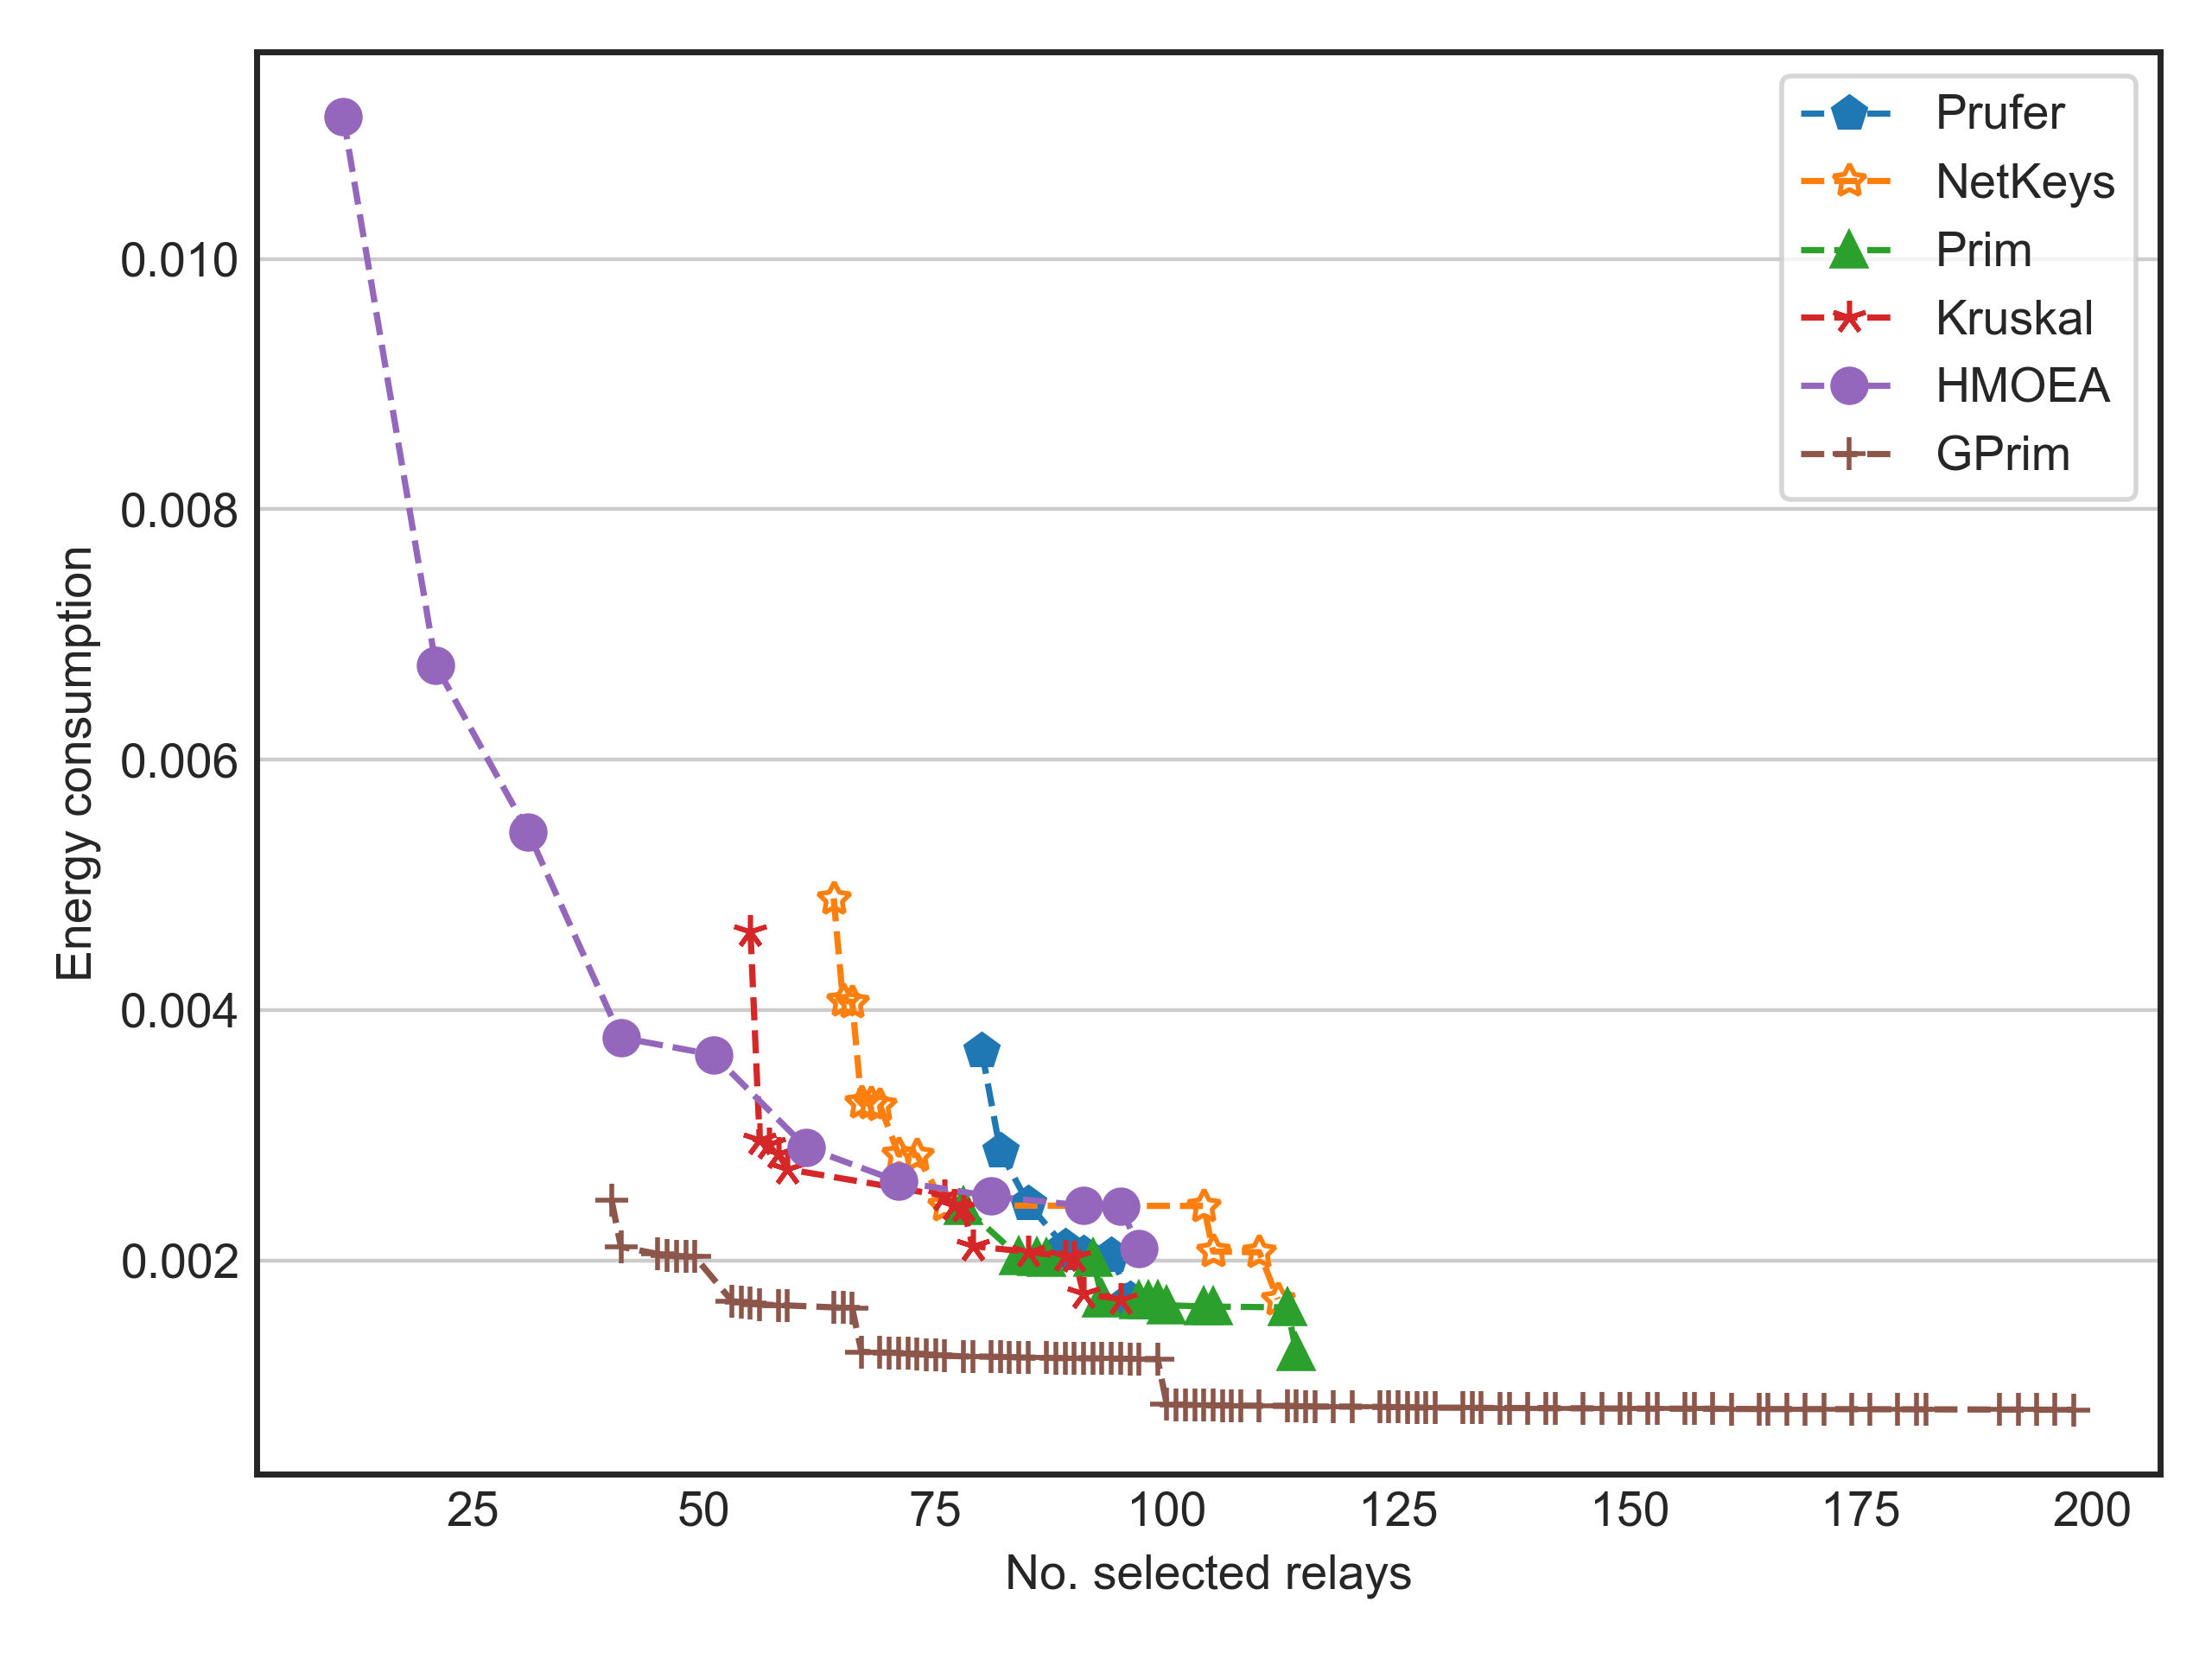 Prufer
NetKeys
Prim
Kruskal
HMOEA
GPrim
0.010
0.008
0.006
0.004
0.002
Energy consumption
25 50 75 100 125 150 175 200
No. selected relays